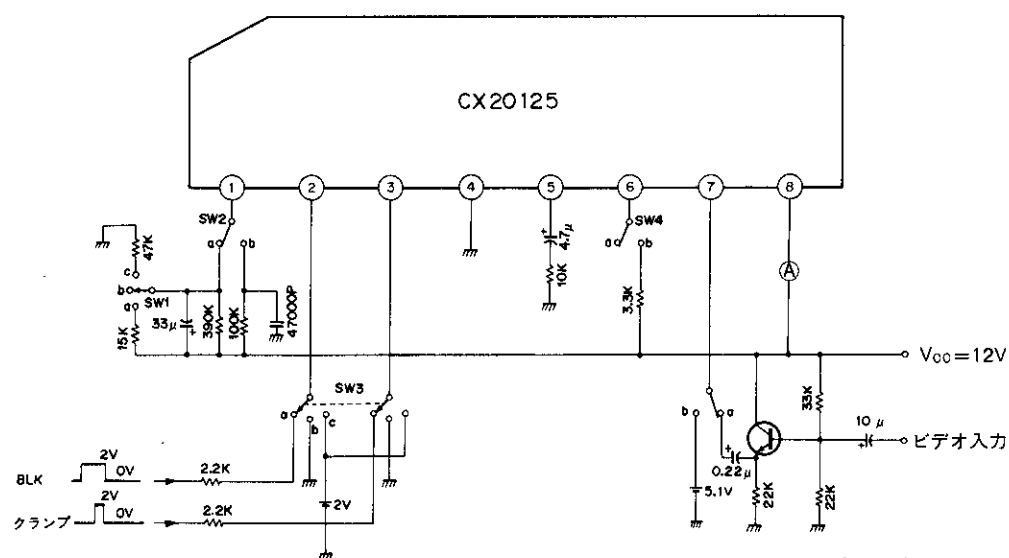 CX20125
1 2 3 4 5 6 7 8
SW2
a b
47K
c
b
a
SW1
15K
33μ
390K
100K
47000P
4.7μ
10K
SW4
a b
3.3K
A
Vcc=12V
SW3
a b c
b a
33K
10μ
ビデオ入力
0.22μ
22K
22K
5.1V
2V
BLK 2V 0V 2.2K
クランプ 2V 0V 2.2K